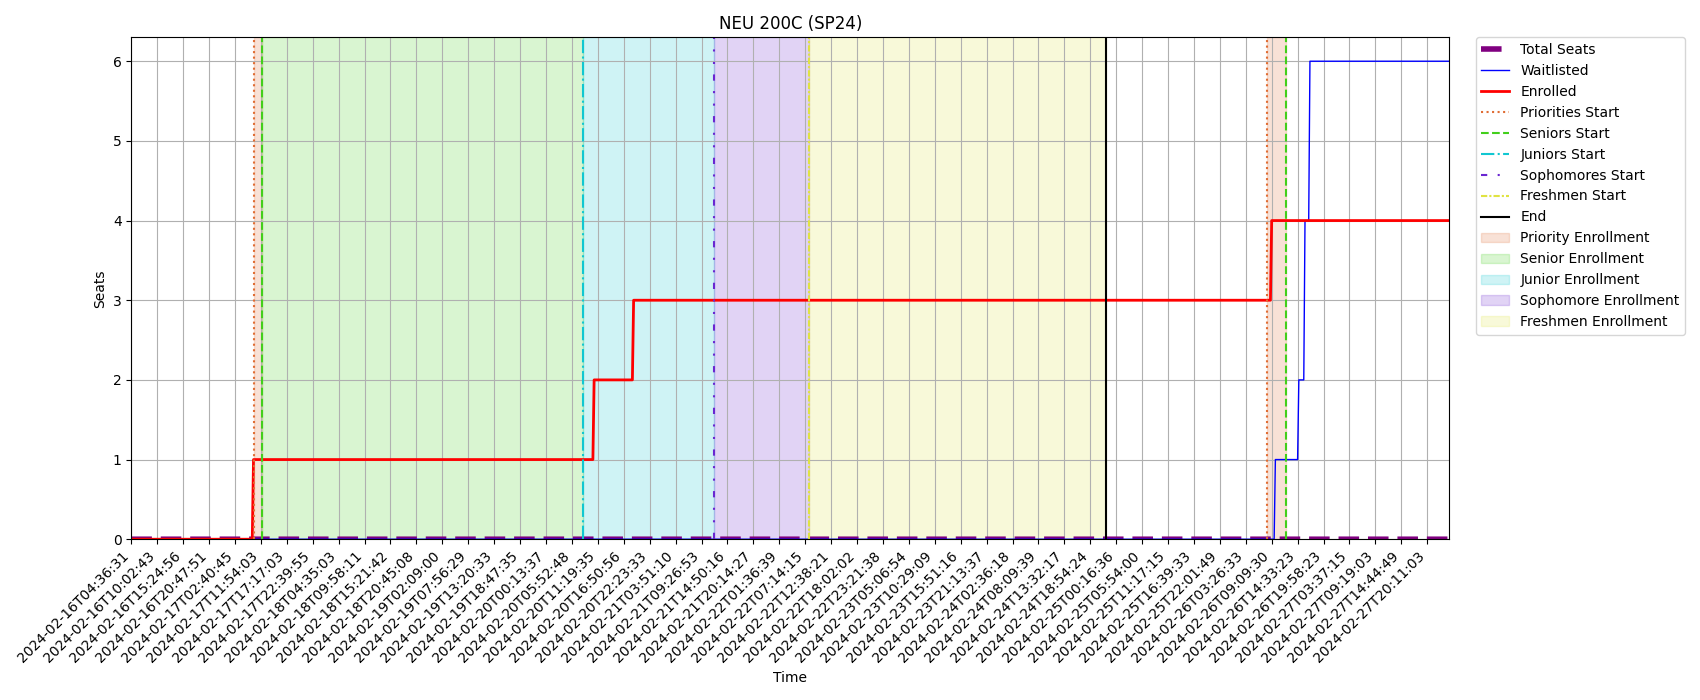 NEU 200C (SP24)
Seats
6
5
4
3
2
1
0
2024-02-16T04:36:31
2024-02-16T10:02:43
2024-02-16T15:24:56
2024-02-16T20:47:51
2024-02-17T02:40:45
2024-02-17T11:54:03
2024-02-17T17:17:03
2024-02-17T22:39:55
2024-02-18T04:35:03
2024-02-18T09:58:11
2024-02-18T15:21:42
2024-02-18T20:45:08
2024-02-19T02:09:00
2024-02-19T07:56:29
2024-02-19T13:20:33
2024-02-19T18:47:35
2024-02-20T00:13:37
2024-02-20T05:52:48
2024-02-20T11:19:35
2024-02-20T16:50:56
2024-02-20T22:23:33
2024-02-21T03:51:10
2024-02-21T09:26:53
2024-02-21T14:50:16
2024-02-21T20:14:27
2024-02-22T01:36:39
2024-02-22T07:14:15
2024-02-22T12:38:21
2024-02-22T18:02:02
2024-02-22T23:21:38
2024-02-23T05:06:54
2024-02-23T10:29:09
2024-02-23T15:51:16
2024-02-23T21:13:37
2024-02-24T02:36:18
2024-02-24T08:09:39
2024-02-24T13:32:17
2024-02-24T18:54:24
2024-02-25T00:16:36
2024-02-25T05:54:00
2024-02-25T11:17:15
2024-02-25T16:39:33
2024-02-25T22:01:49
2024-02-26T03:26:33
2024-02-26T09:09:30
2024-02-26T14:33:23
2024-02-26T19:58:23
2024-02-27T03:37:15
2024-02-27T09:19:03
2024-02-27T14:44:49
2024-02-27T20:11:03
Time
Total Seats
Waitlisted
Enrolled
Priorities Start
Seniors Start
Juniors Start
Sophomores Start
Freshmen Start
End
Priority Enrollment
Senior Enrollment
Junior Enrollment
Sophomore Enrollment
Freshmen Enrollment